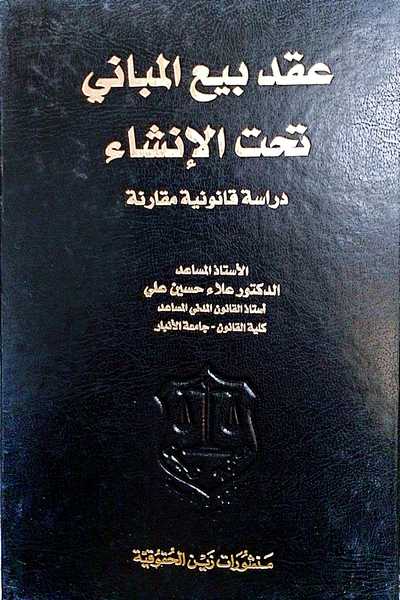 عقد بيع المباني
تحت الإنشاء
دراسة قانونية مقارنة
الأستاذ المساعد
الدكتور علاء حسين علي
أستاذ القانون المدني المساعد
كلية القانون - جامعة الأنبار
منشورات زين الحقوقية